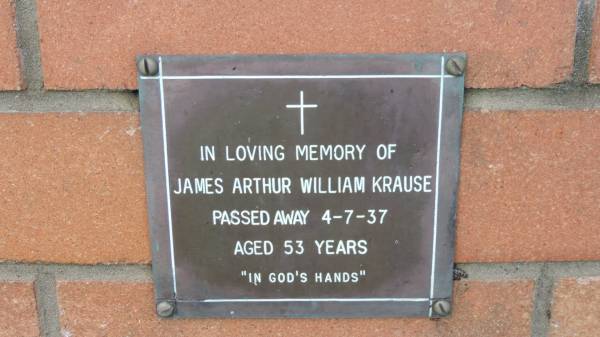 IN LOVING MEMORY OF
JAMES ARTHUR WILLIAM KRAUSE
PASSED AWAY 4-7-37
AGED 53 YEARS
"IN GOD'S HANDS"